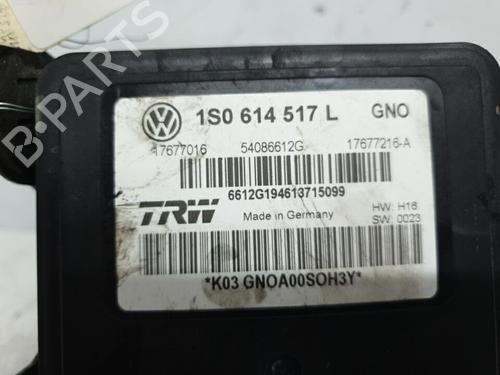 1S0 614 517 L GNO
17677016 54086612G 17677216-A
6612G194613715099
TRW Made in Germany HW: H16
SW: 0023
*K03 GNOA00SOH3Y*
B-PARTS